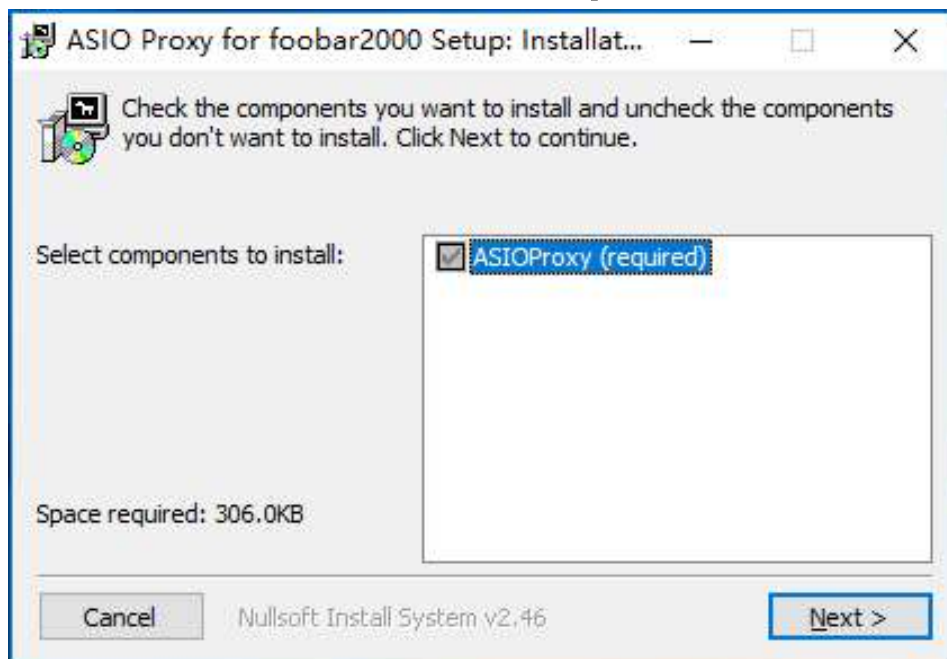 ASIO Proxy for foobar2000 Setup: Installat...
Check the components you want to install and uncheck the components
you don't want to install. Click Next to continue.
Select components to install:
ASIOProxy (required)
Space required: 306.0KB
Cancel
Nullsoft Install System v2.46
Next >